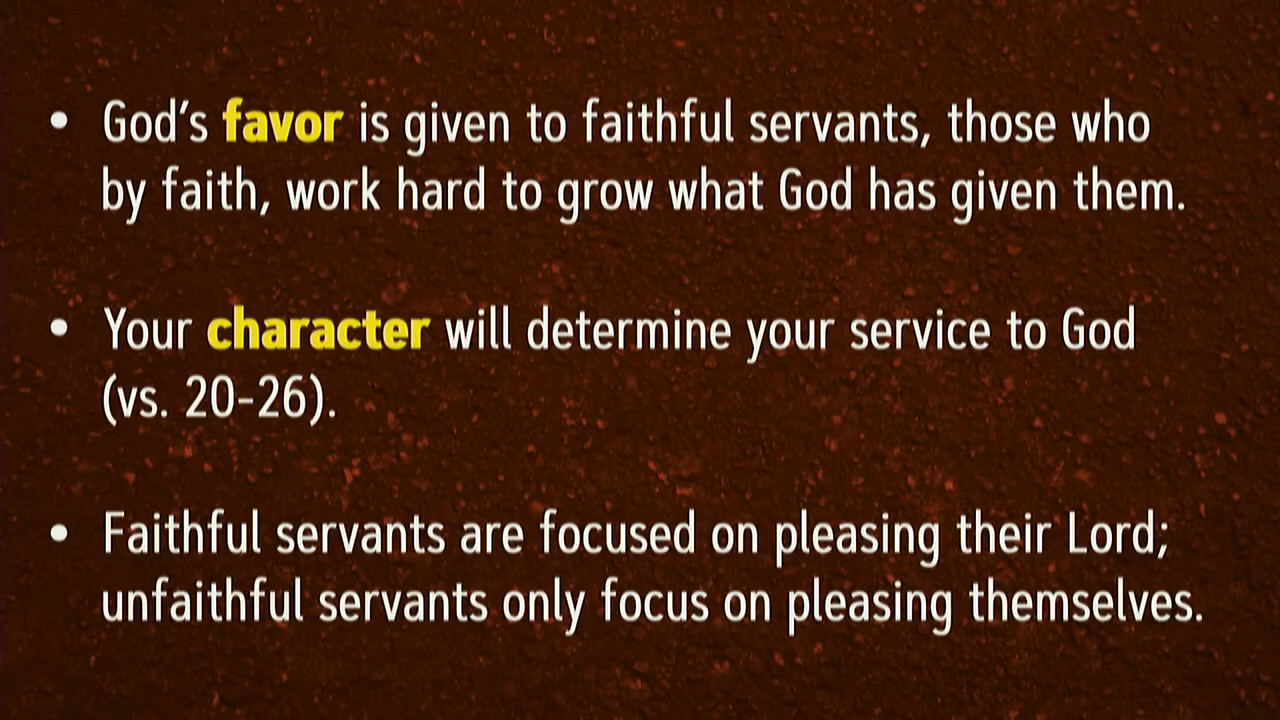 • God's favor is given to faithful servants, those who
by faith, work hard to grow what God has given them.
• Your character will determine your service to God
(vs. 20-26).
• Faithful servants are focused on pleasing their Lord;
unfaithful servants only focus on pleasing themselves.